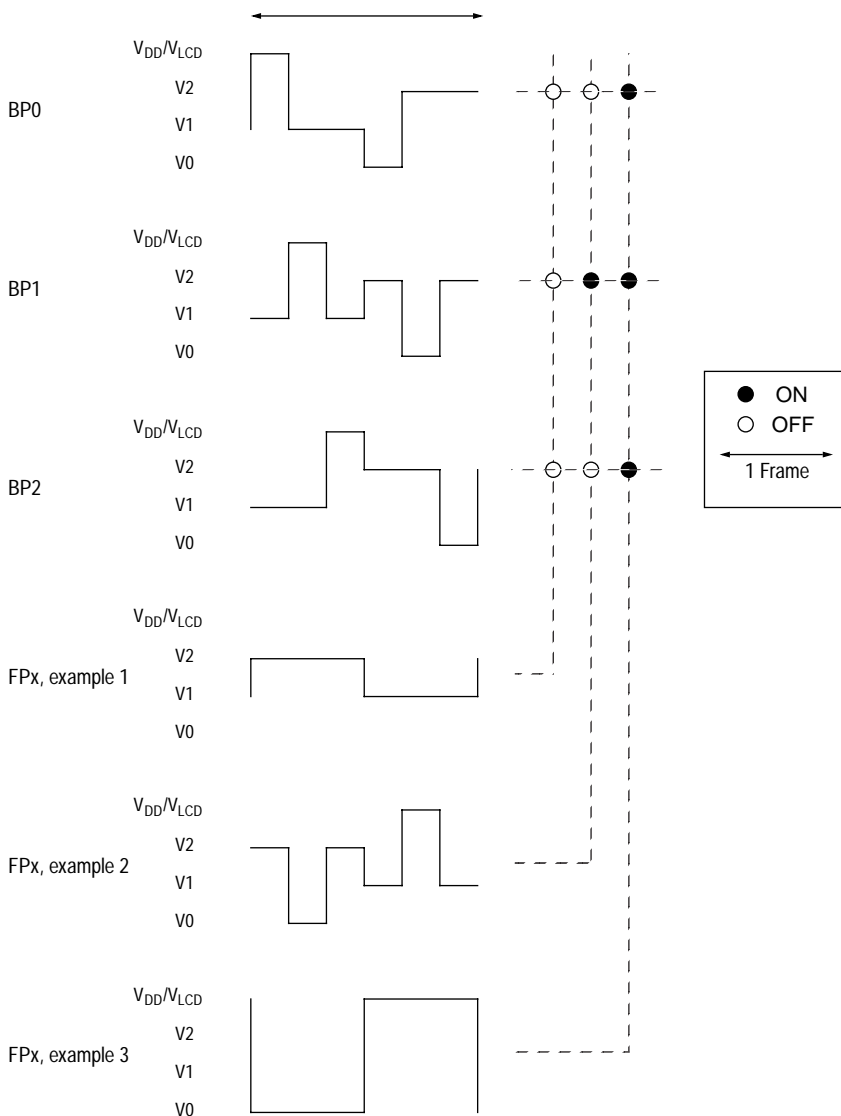 VDD/VLCD
V2
BP0
V1
V0
VDD/VLCD
V2
BP1
V1
V0
ON
OFF
1 Frame
VDD/VLCD
V2
BP2
V1
V0
VDD/VLCD
V2
FPx, example 1
V1
V0
VDD/VLCD
V2
FPx, example 2
V1
V0
VDD/VLCD
V2
FPx, example 3
V1
V0